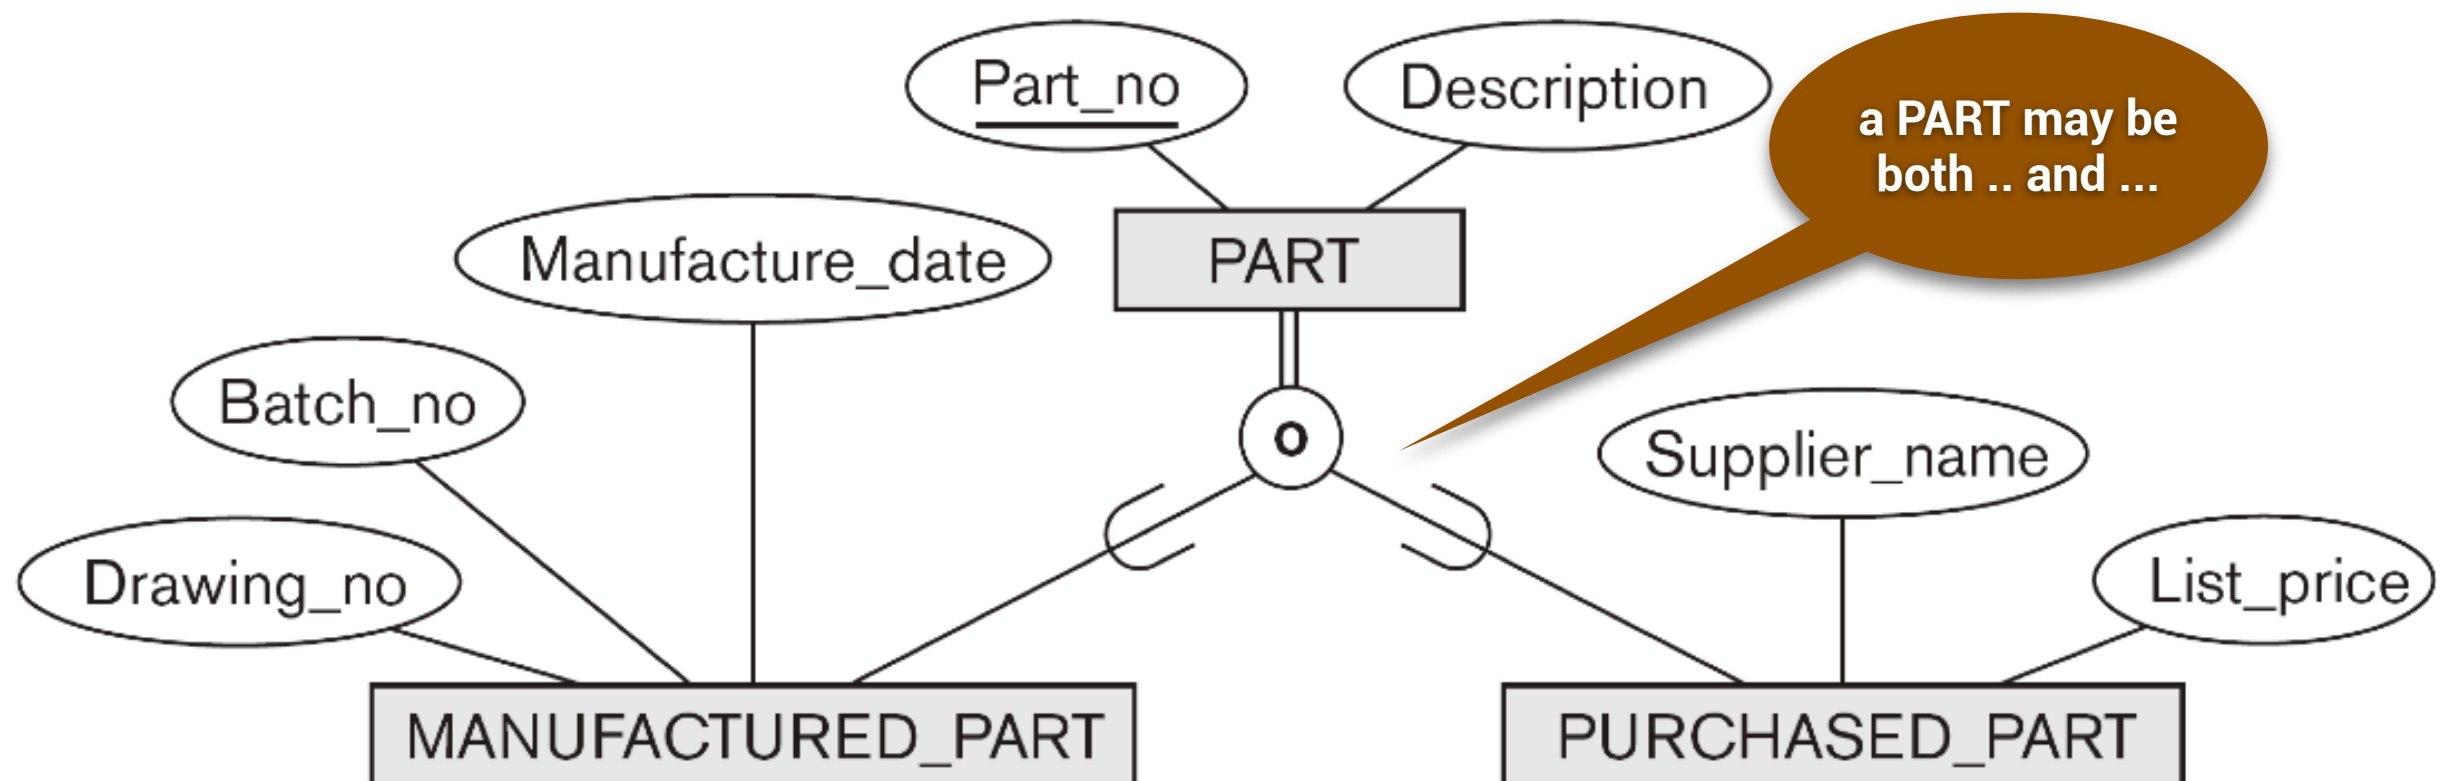 Part_no
Description
a PART may be
both .. and ...
Manufacture_date
PART
Batch_no
o
Supplier_name
Drawing_no
List_price
MANUFACTURED_PART
PURCHASED_PART